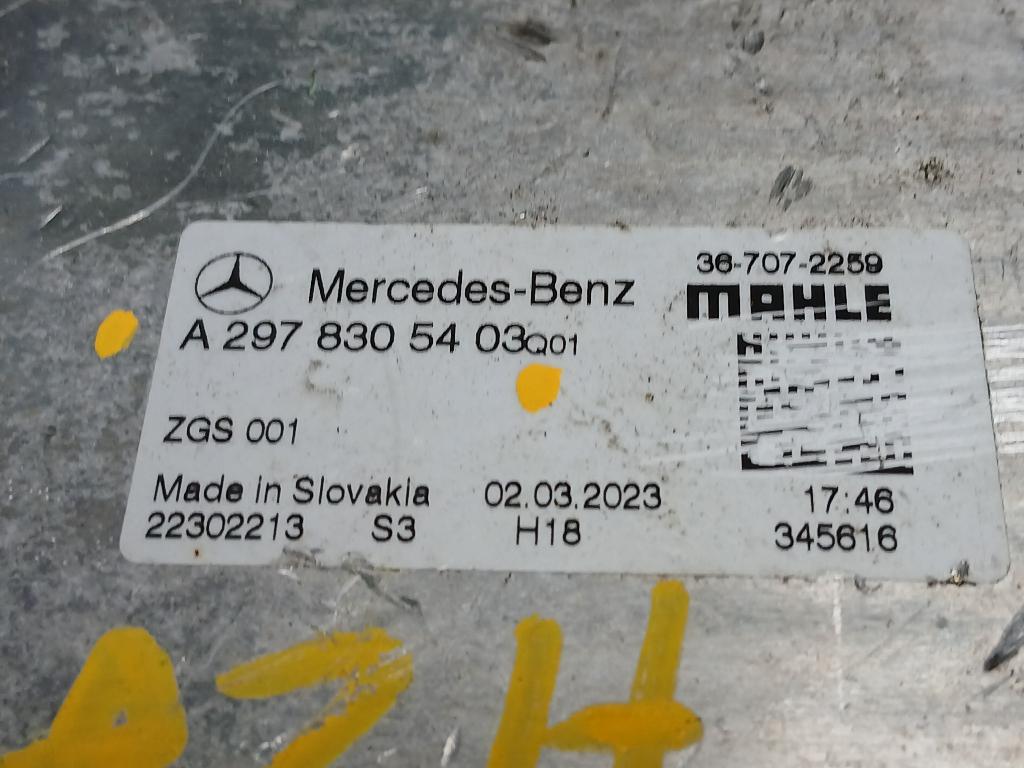 Mercedes-Benz
36-707-2259
MAHLE
A 297 830 54 03Q01
ZGS 001
Made in Slovakia 02.03.2023 17:46
22302213 S3 H18 345616